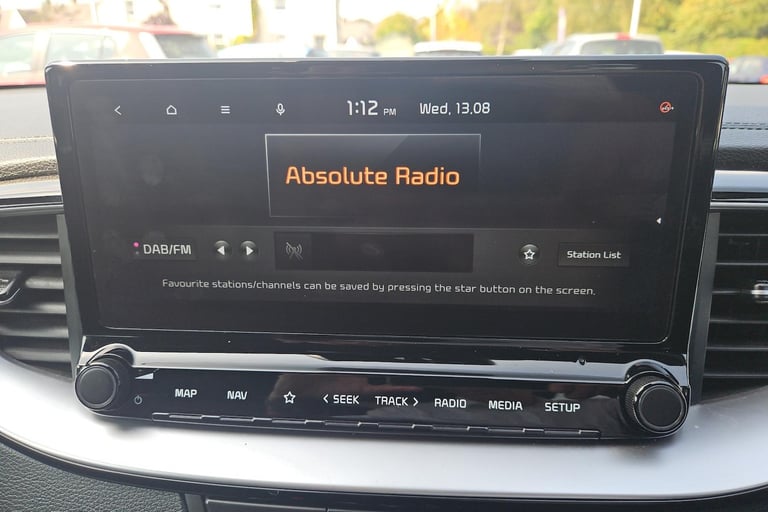 1:12 PM Wed, 13.08
Absolute Radio
DAB/FM
Station List
Favourite stations/channels can be saved by pressing the star button on the screen.
MAP NAV < SEEK TRACK > RADIO MEDIA SETUP